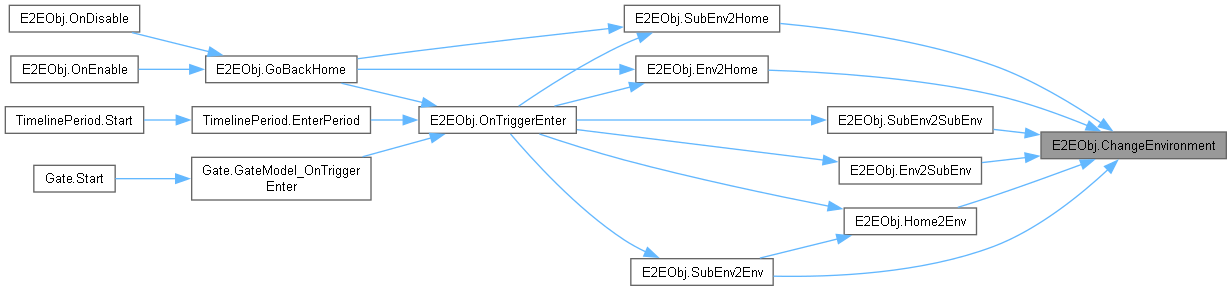 E2EObj.OnDisable
E2EObj.SubEnv2Home
E2EObj.OnEnable
E2EObj.GoBackHome
E2EObj.Env2Home
TimelinePeriod.Start
TimelinePeriod.EnterPeriod
E2EObj.OnTriggerEnter
E2EObj.SubEnv2SubEnv
E2EObj.ChangeEnvironment
Gate.Start
Gate.GateModel_OnTrigger
Enter
E2EObj.Env2SubEnv
E2EObj.Home2Env
E2EObj.SubEnv2Env